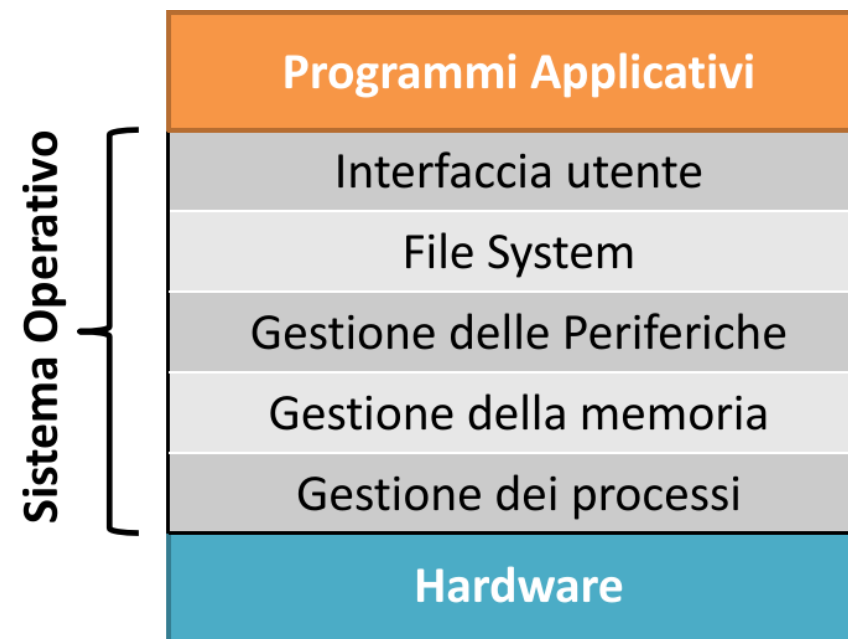 Programmi Applicativi
Sistema Operativo
Interfaccia utente
File System
Gestione delle Periferiche
Gestione della memoria
Gestione dei processi
Hardware